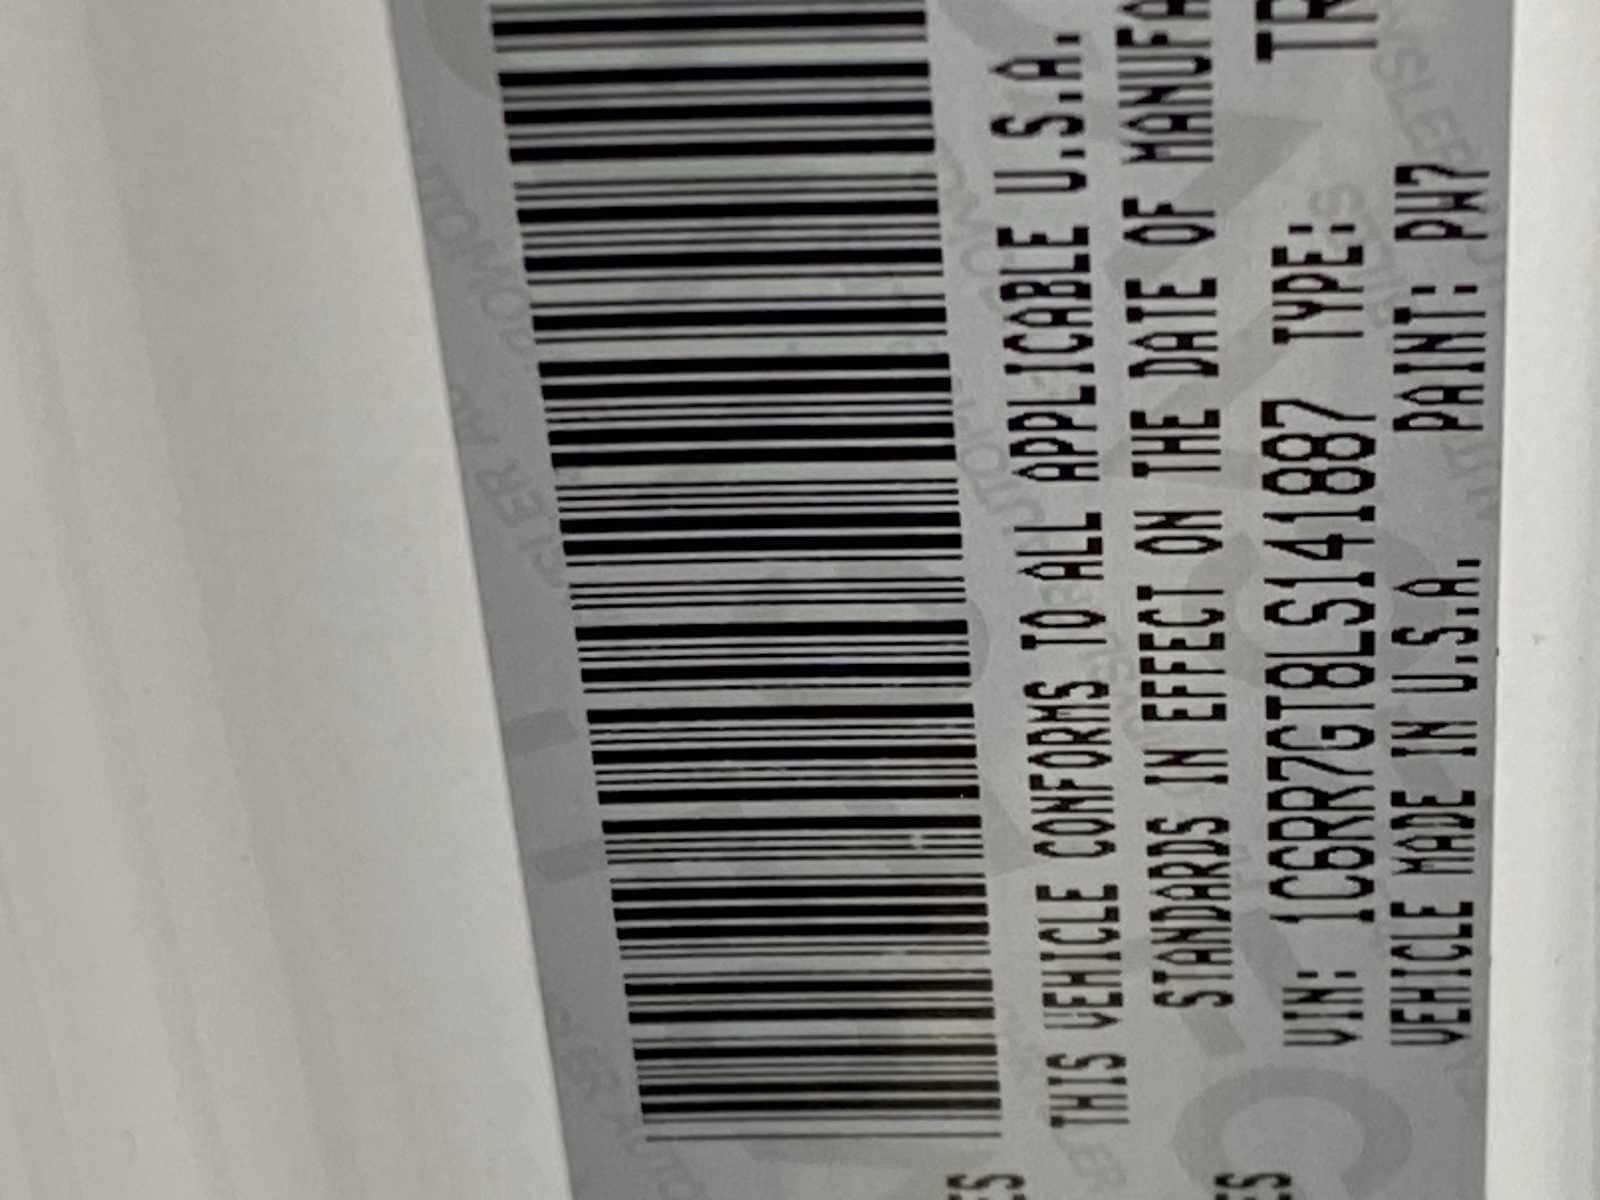 THIS VEHICLE CONFORMS TO ALL APPLICABLE U.S.A.
STANDARDS IN EFFECT ON THE DATE OF MANUFA
VIN: 1C6RR7GT8LS141887 TYPE: TR
VEHICLE MADE IN U.S.A. PAINT: PW7